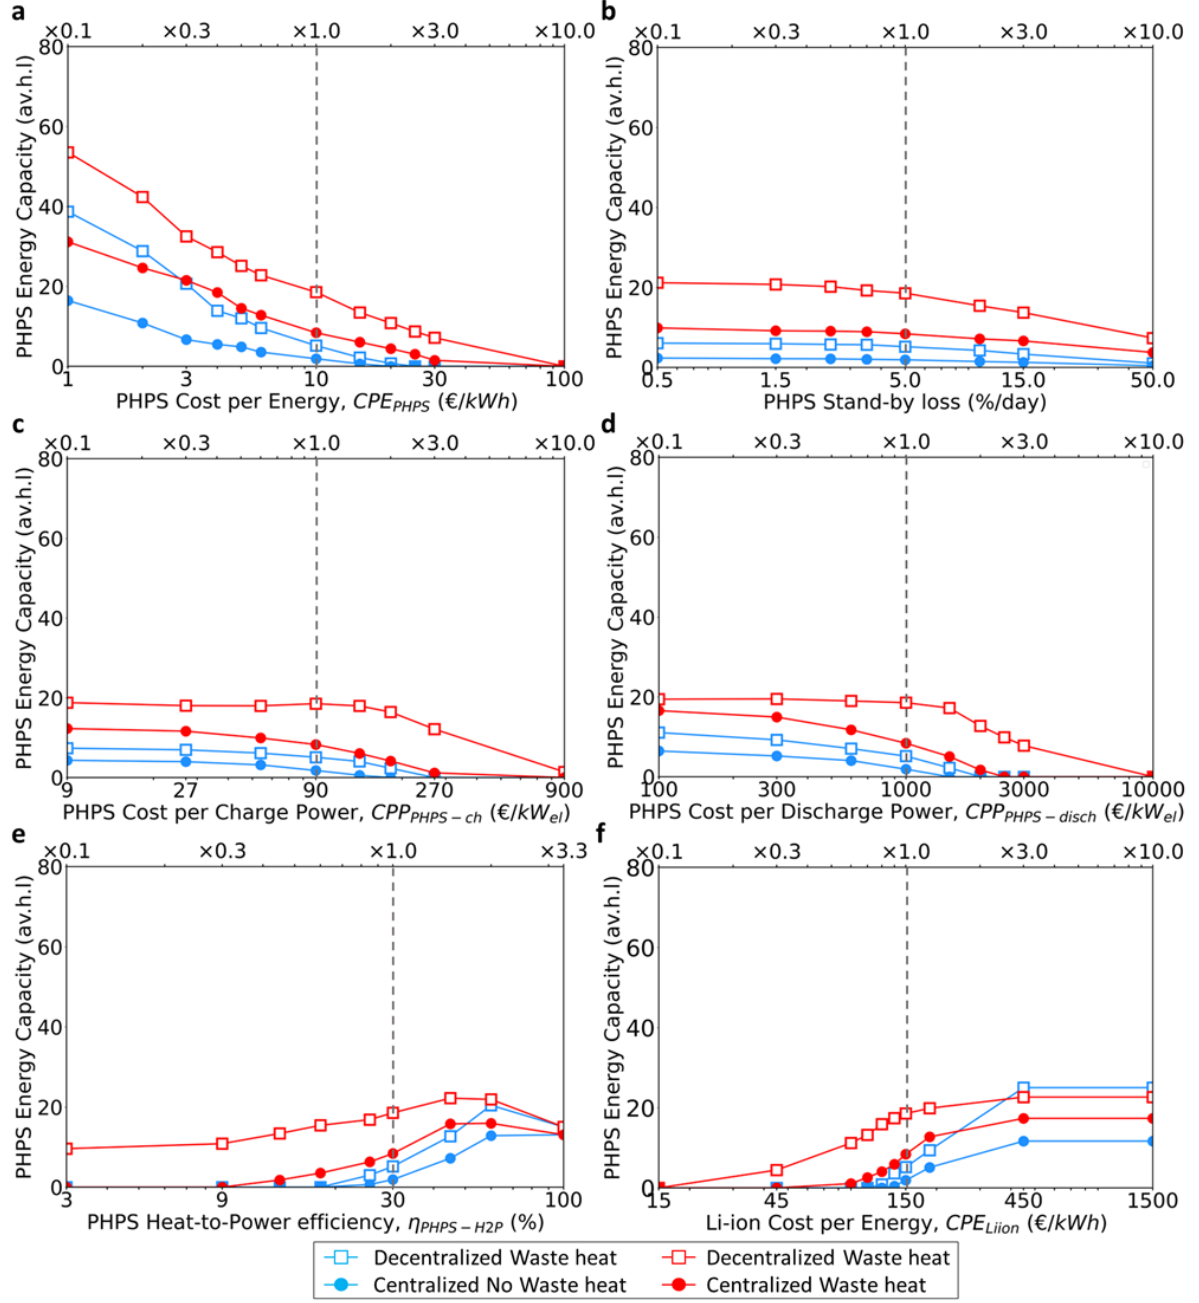 a
×0.1 ×0.3 ×1.0 ×3.0 ×10.0
PHPS Energy Capacity (av.h.l)
80
60
40
20
0
1 3 10 30 100
PHPS Cost per Energy, CPE_PHPS (€/kWh)
b
×0.1 ×0.3 ×1.0 ×3.0 ×10.0
PHPS Energy Capacity (av.h.l)
80
60
40
20
0
0.5 1.5 5.0 15.0 50.0
PHPS Stand-by loss (%/day)
c
×0.1 ×0.3 ×1.0 ×3.0 ×10.0
PHPS Energy Capacity (av.h.l)
80
60
40
20
0
9 27 90 270 900
PHPS Cost per Charge Power, CPP_PHPS−ch (€/kW_el)
d
×0.1 ×0.3 ×1.0 ×3.0 ×10.0
PHPS Energy Capacity (av.h.l)
80
60
40
20
0
100 300 1000 3000 10000
PHPS Cost per Discharge Power, CPP_PHPS−disch (€/kW_el)
e
×0.1 ×0.3 ×1.0 ×3.3
PHPS Energy Capacity (av.h.l)
80
60
40
20
0
3 9 30 100
PHPS Heat-to-Power efficiency, η_PHPS−H2P (%)
f
×0.1 ×0.3 ×1.0 ×3.0 ×10.0
PHPS Energy Capacity (av.h.l)
80
60
40
20
0
15 45 150 450 1500
Li-ion Cost per Energy, CPE_Liion (€/kWh)
Decentralized Waste heat
Decentralized Waste heat
Centralized No Waste heat
Centralized Waste heat